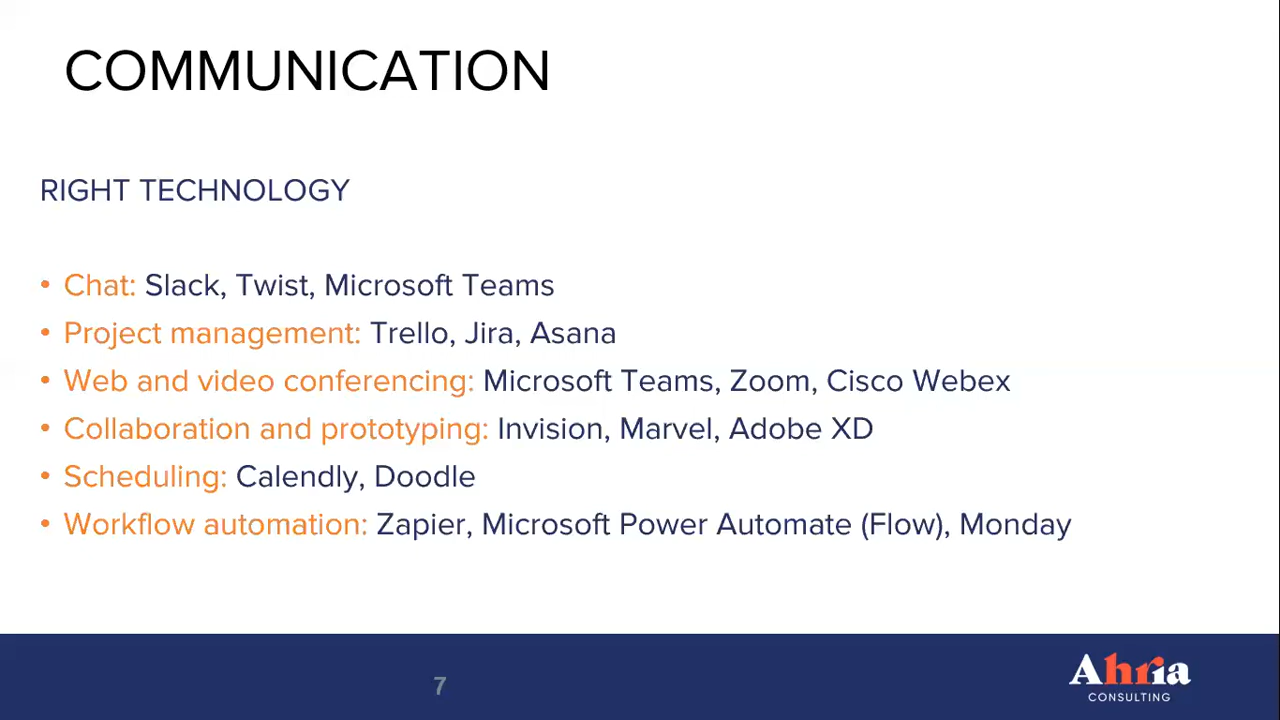 COMMUNICATION
RIGHT TECHNOLOGY
• Chat: Slack, Twist, Microsoft Teams
• Project management: Trello, Jira, Asana
• Web and video conferencing: Microsoft Teams, Zoom, Cisco Webex
• Collaboration and prototyping: Invision, Marvel, Adobe XD
• Scheduling: Calendly, Doodle
• Workflow automation: Zapier, Microsoft Power Automate (Flow), Monday
7
Ahria
CONSULTING